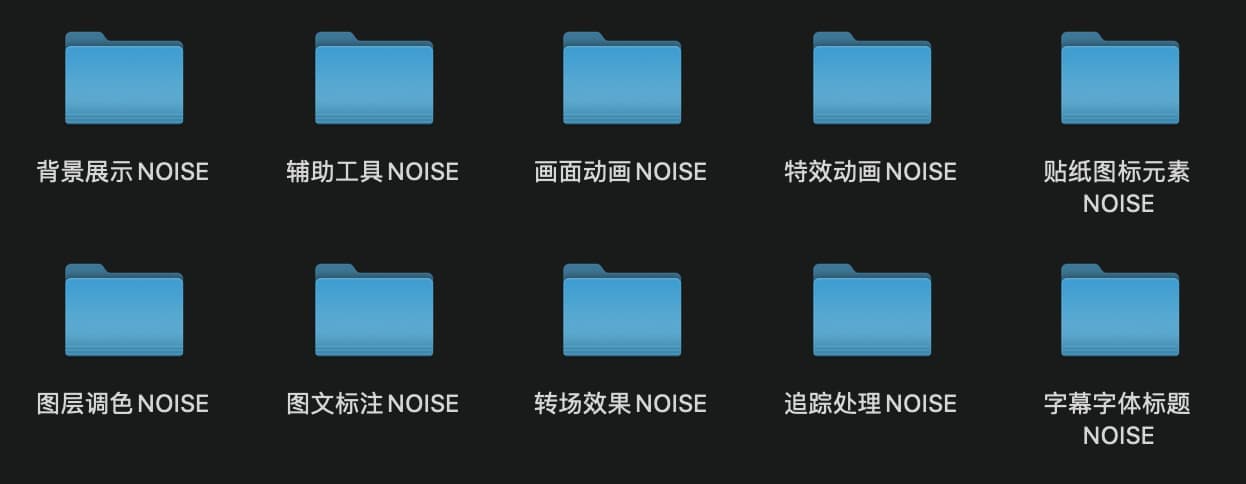 背景展示 NOISE
辅助工具 NOISE
画面动画 NOISE
特效动画 NOISE
贴纸图标元素
NOISE
图层调色 NOISE
图文标注 NOISE
转场效果 NOISE
追踪处理 NOISE
字幕字体标题
NOISE